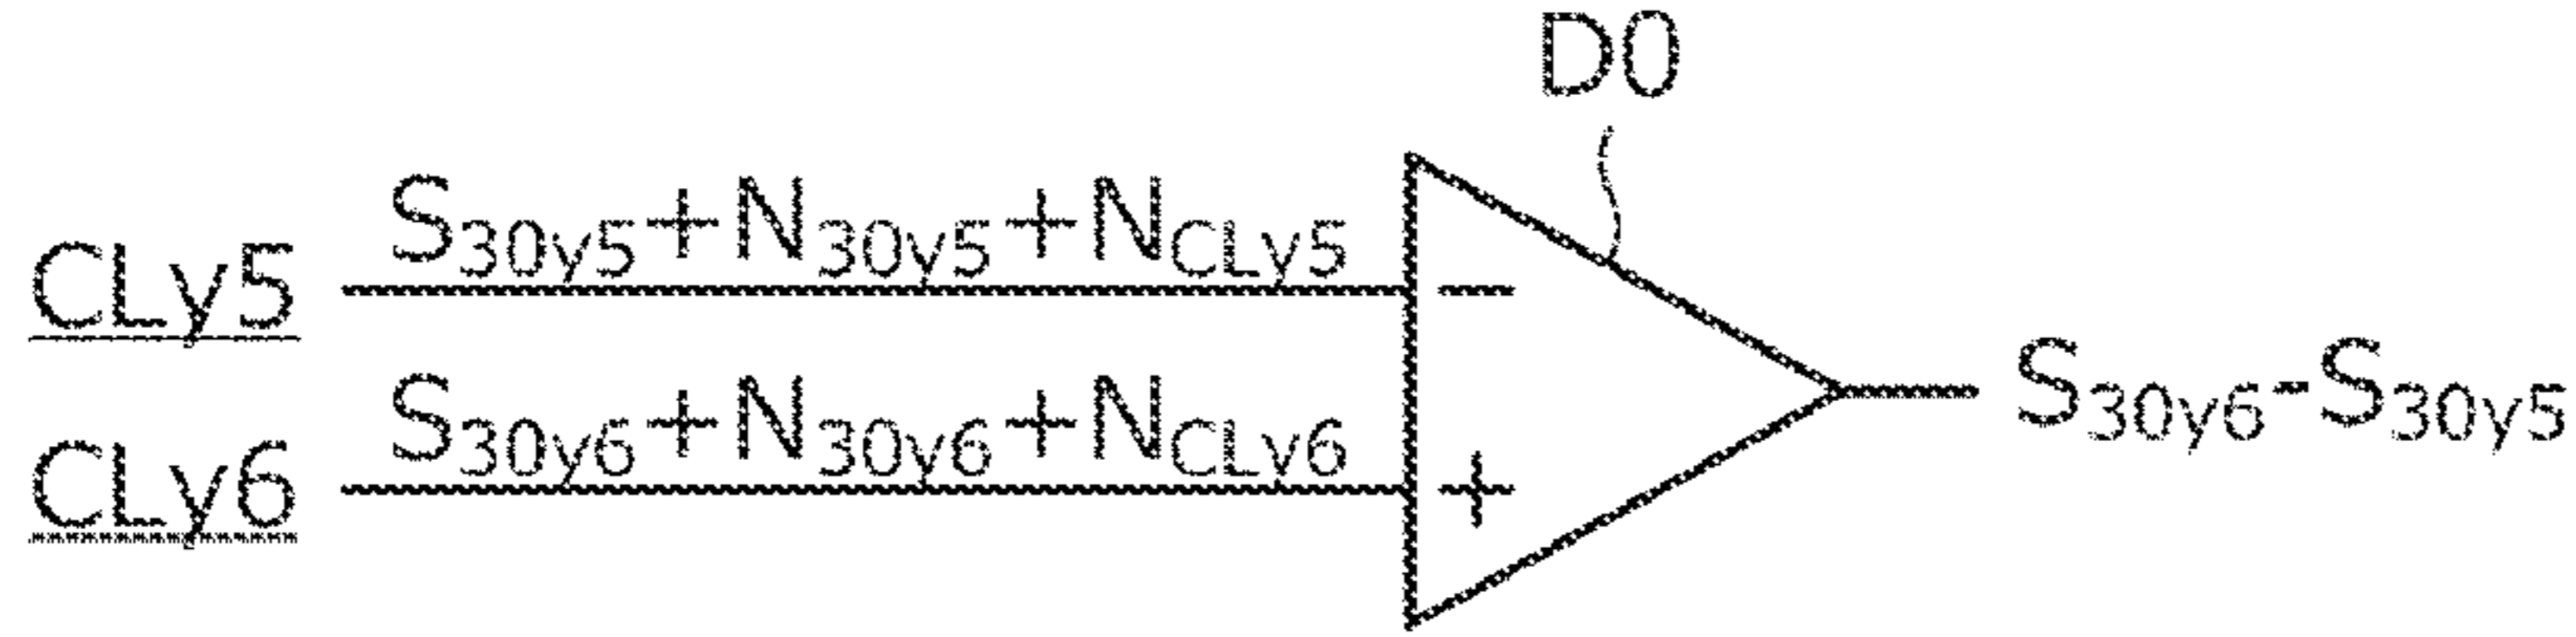 D0
CLy5 S30y5+N30y5+NCLy5 −
CLy6 S30y6+N30y6+NCLy6 +
S30y6-S30y5